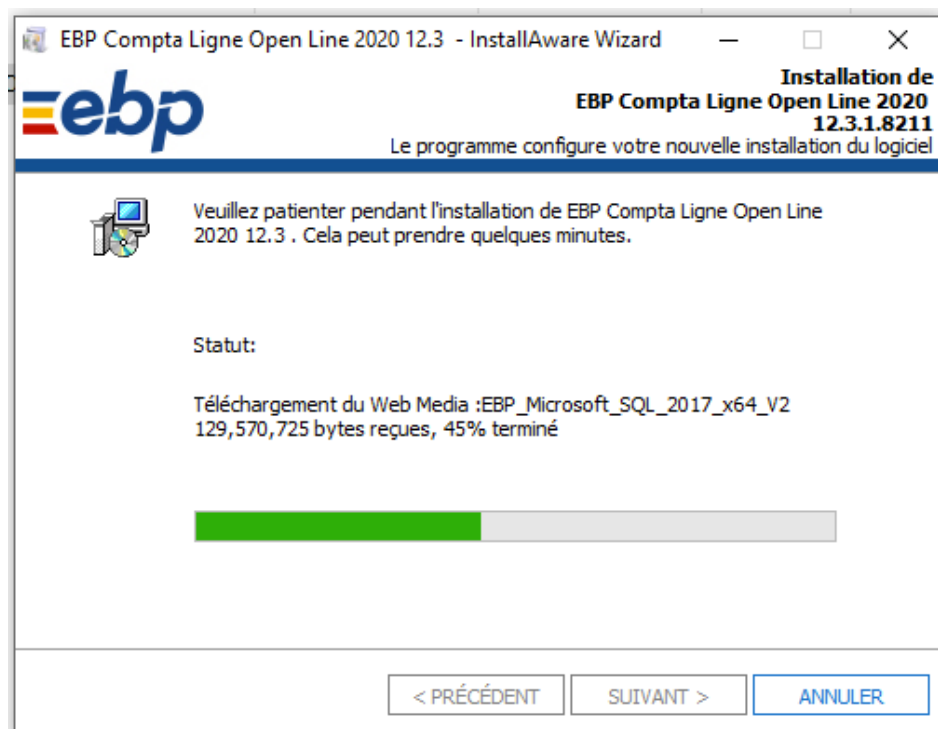 EBP Compta Ligne Open Line 2020 12.3 - InstallAware Wizard
ebp
Installation de
EBP Compta Ligne Open Line 2020
12.3.1.8211
Le programme configure votre nouvelle installation du logiciel
Veuillez patienter pendant l'installation de EBP Compta Ligne Open Line
2020 12.3 . Cela peut prendre quelques minutes.
Statut:
Téléchargement du Web Media :EBP_Microsoft_SQL_2017_x64_V2
129,570,725 bytes reçues, 45% terminé
< PRÉCÉDENT
SUIVANT >
ANNULER